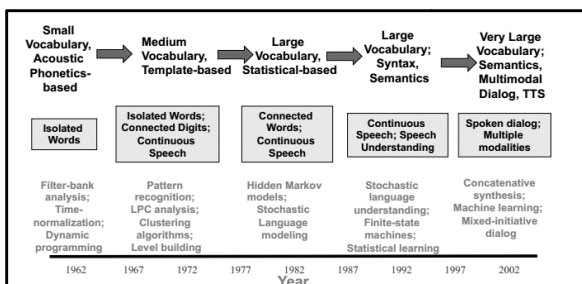 Small
Vocabulary,
Acoustic
Phonetics-
based
Medium
Vocabulary,
Template-based
Large
Vocabulary,
Statistical-based
Large
Vocabulary;
Syntax,
Semantics
Very Large
Vocabulary;
Semantics,
Multimodal
Dialog, TTS
Isolated
Words
Isolated Words;
Connected Digits;
Continuous
Speech
Connected
Words;
Continuous
Speech
Continuous
Speech; Speech
Understanding
Spoken dialog;
Multiple
modalities
Filter-bank
analysis;
Time-
normalization;
Dynamic
programming
Pattern
recognition;
LPC analysis;
Clustering
algorithms;
Level building
Hidden Markov
models;
Stochastic
Language
modeling
Stochastic
language
understanding;
Finite-state
machines;
Statistical learning
Concatenative
synthesis;
Machine learning;
Mixed-initiative
dialog
1962 1967 1972 1977 1982 1987 1992 1997 2002
Year